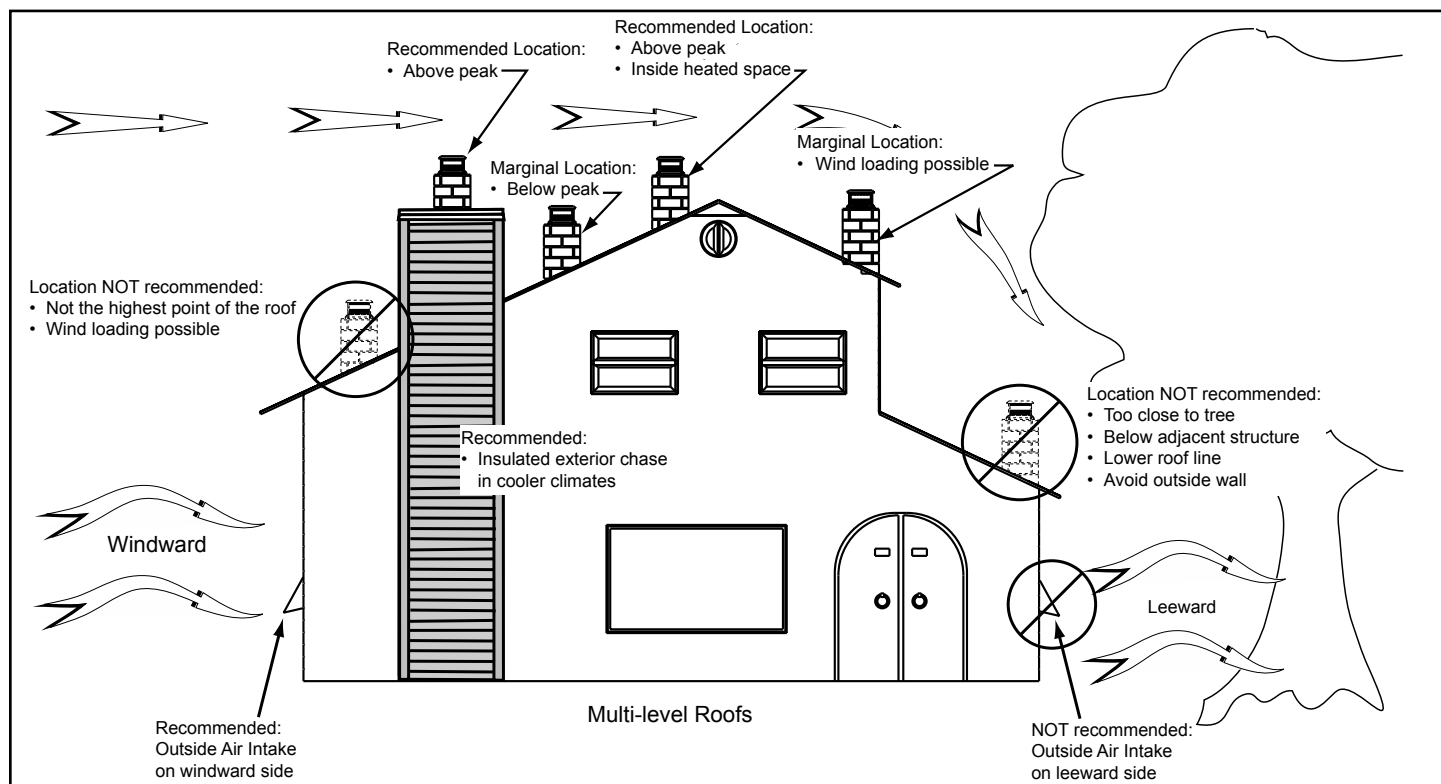 Recommended Location:
• Above peak
Recommended Location:
• Above peak
• Inside heated space
Marginal Location:
• Below peak
Marginal Location:
• Wind loading possible
Location NOT recommended:
• Not the highest point of the roof
• Wind loading possible
Recommended:
• Insulated exterior chase
in cooler climates
Location NOT recommended:
• Too close to tree
• Below adjacent structure
• Lower roof line
• Avoid outside wall
Windward
Leeward
Multi-level Roofs
Recommended:
Outside Air Intake
on windward side
NOT recommended:
Outside Air Intake
on leeward side